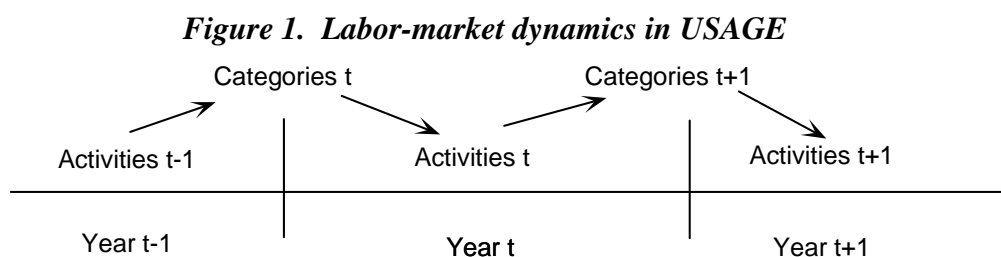 Figure 1. Labor-market dynamics in USAGE
Categories t Categories t+1
Activities t-1 Activities t Activities t+1
Year t-1 Year t Year t+1